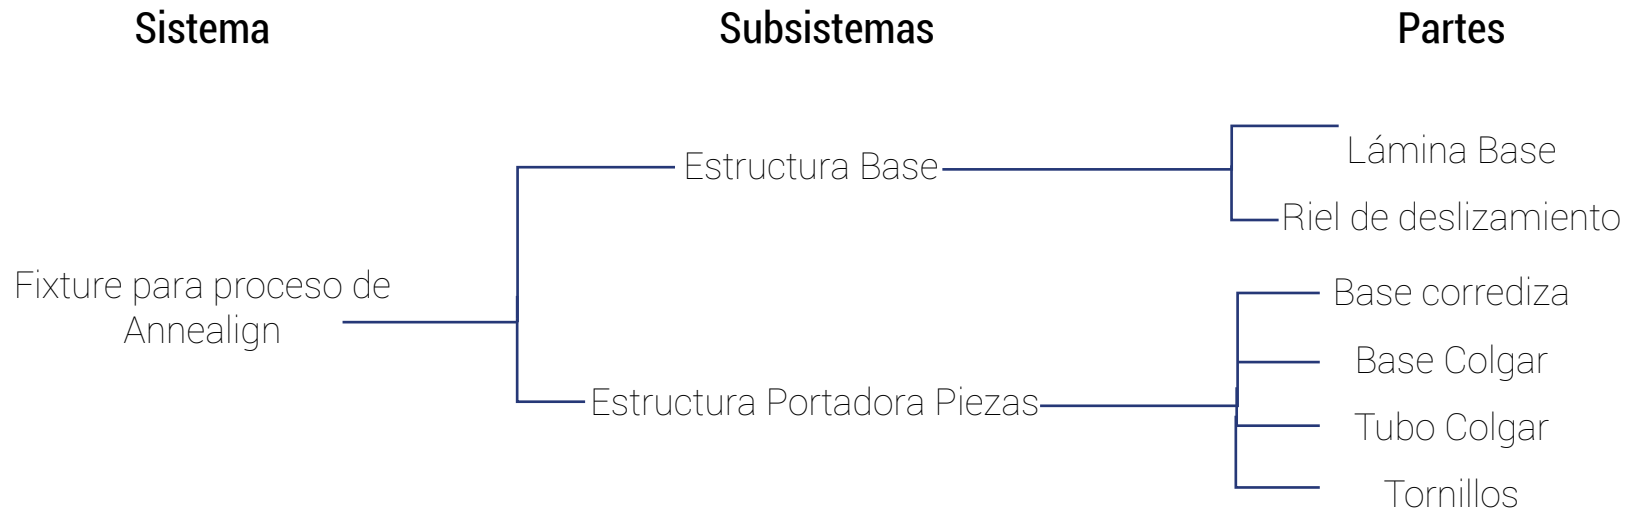 Sistema
Subsistemas
Partes
Fixture para proceso de
Annealign
Estructura Base
Lámina Base
Riel de deslizamiento
Estructura Portadora Piezas
Base corrediza
Base Colgar
Tubo Colgar
Tornillos